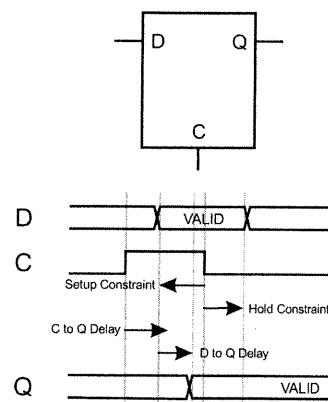 D Q
C
D VALID
C
Setup Constraint
Hold Constraint
C to Q Delay
D to Q Delay
Q VALID